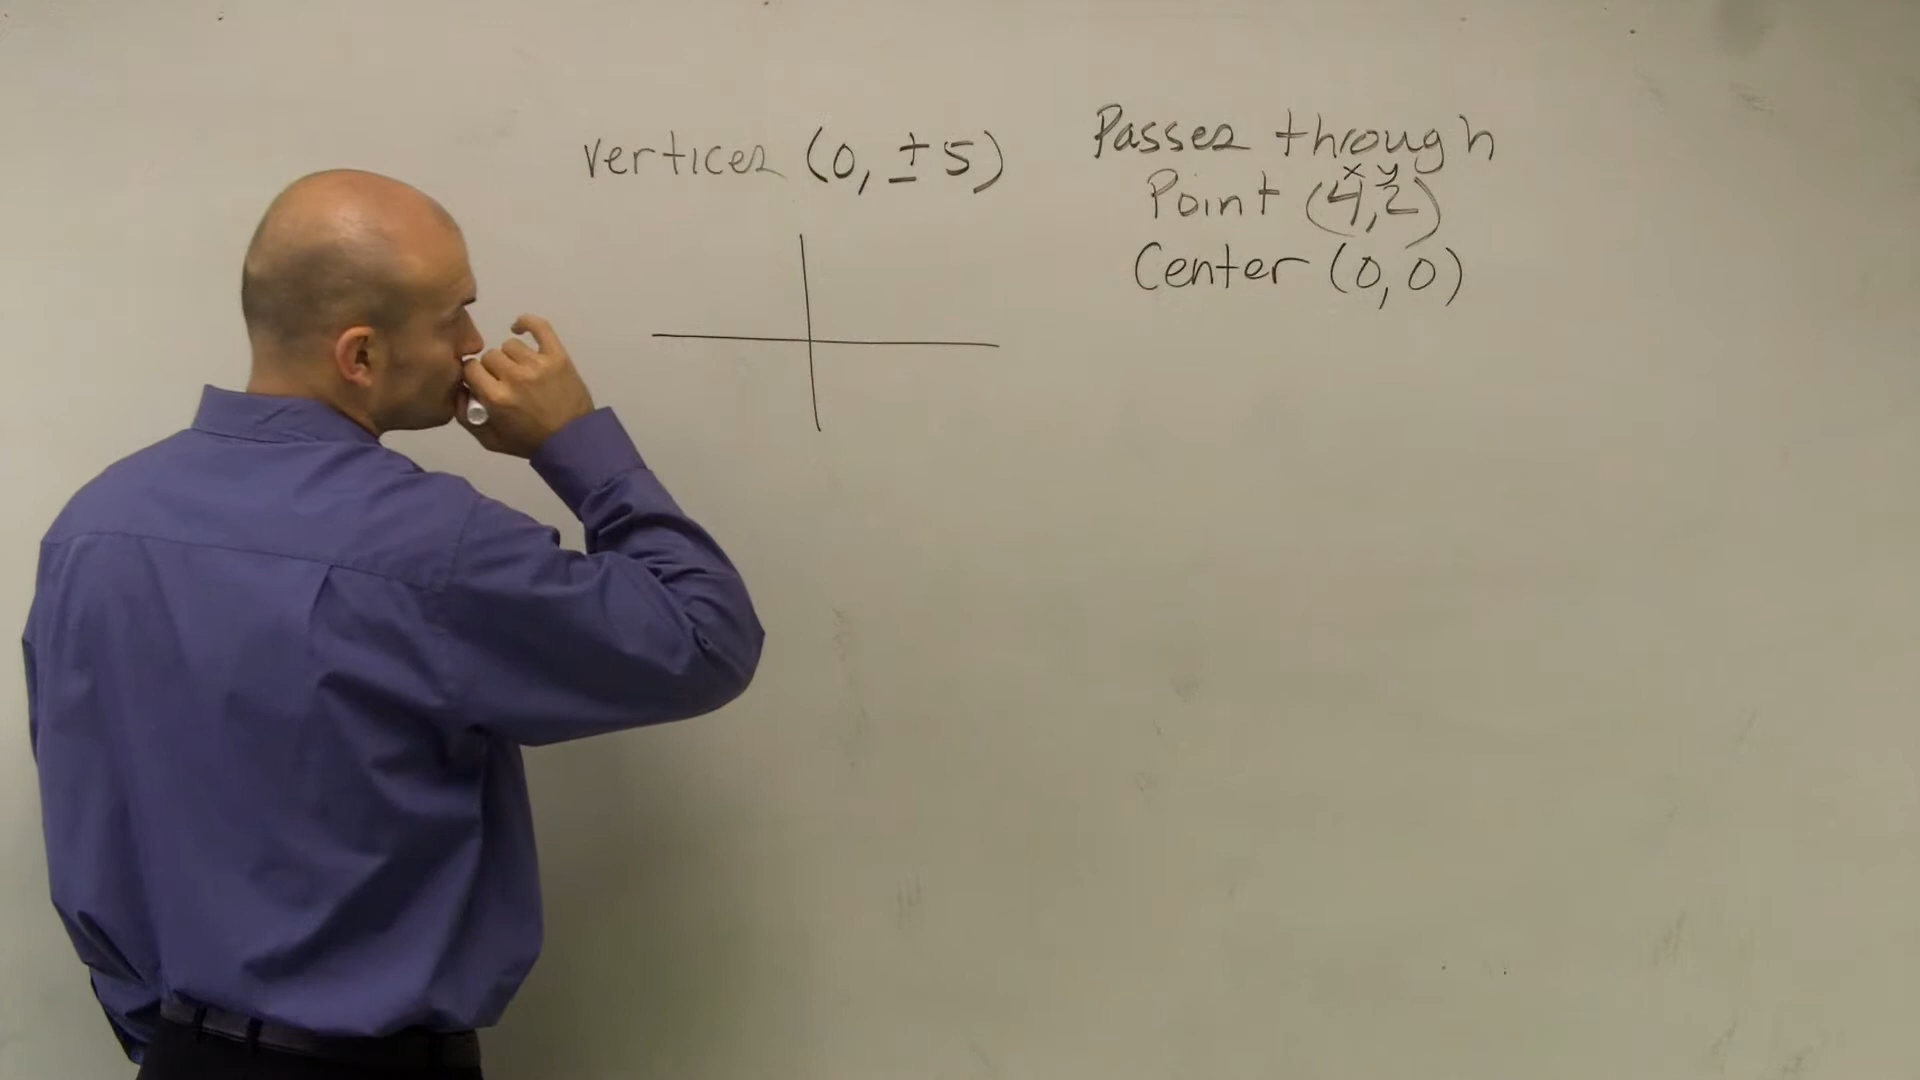 vertices (0, ±5)
Passes through
x y
Point (4,2)
Center (0,0)